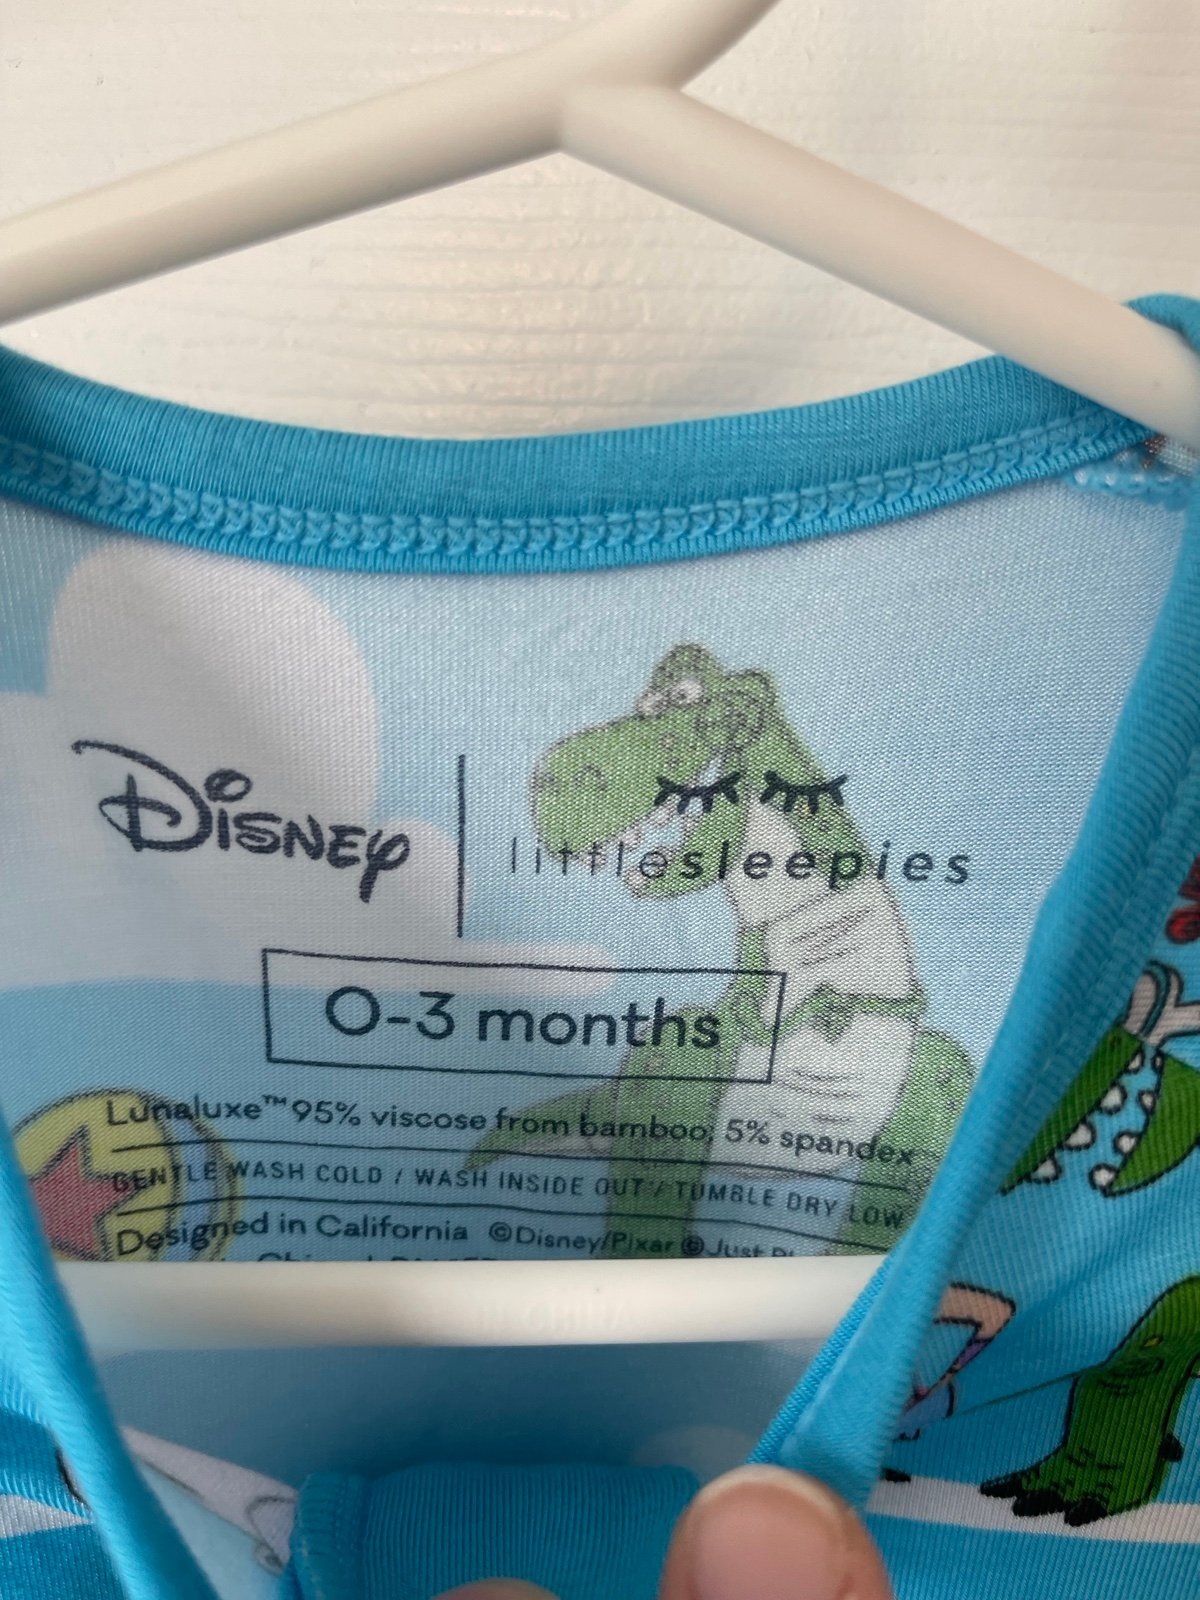 Disney
littlesleepies
0-3 months
Lunaluxe™ 95% viscose from bamboo, 5% spandex
GENTLE WASH COLD / WASH INSIDE OUT / TUMBLE DRY LOW
Designed in California ©Disney/Pixar ©Just